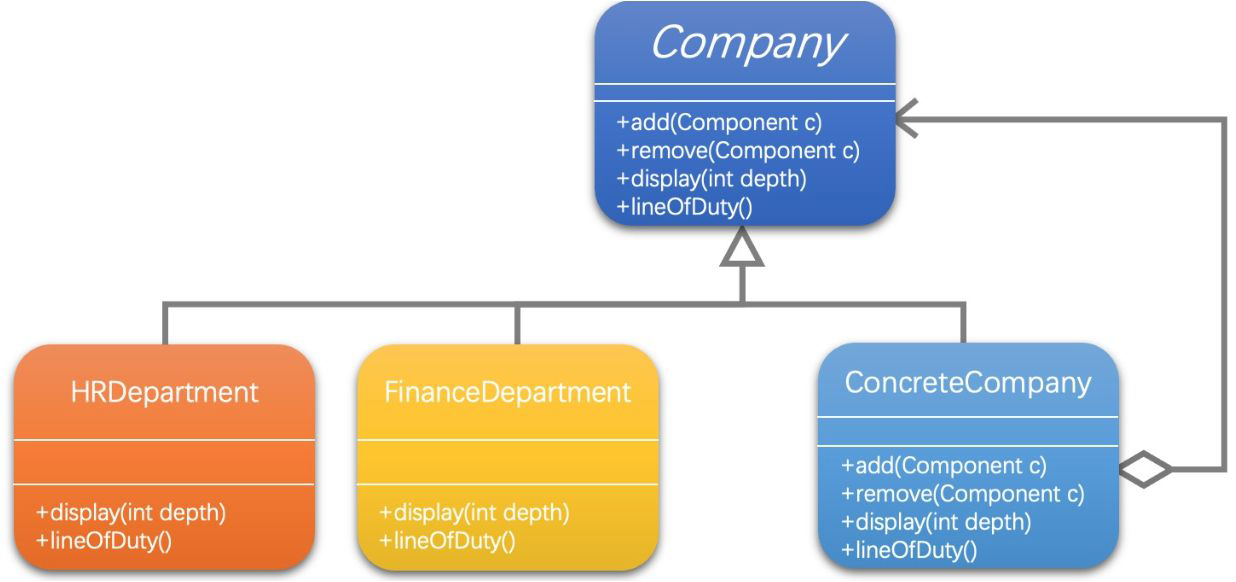 Company
+add(Component c)
+remove(Component c)
+display(int depth)
+lineOfDuty()
HRDepartment
+display(int depth)
+lineOfDuty()
FinanceDepartment
+display(int depth)
+lineOfDuty()
ConcreteCompany
+add(Component c)
+remove(Component c)
+display(int depth)
+lineOfDuty()